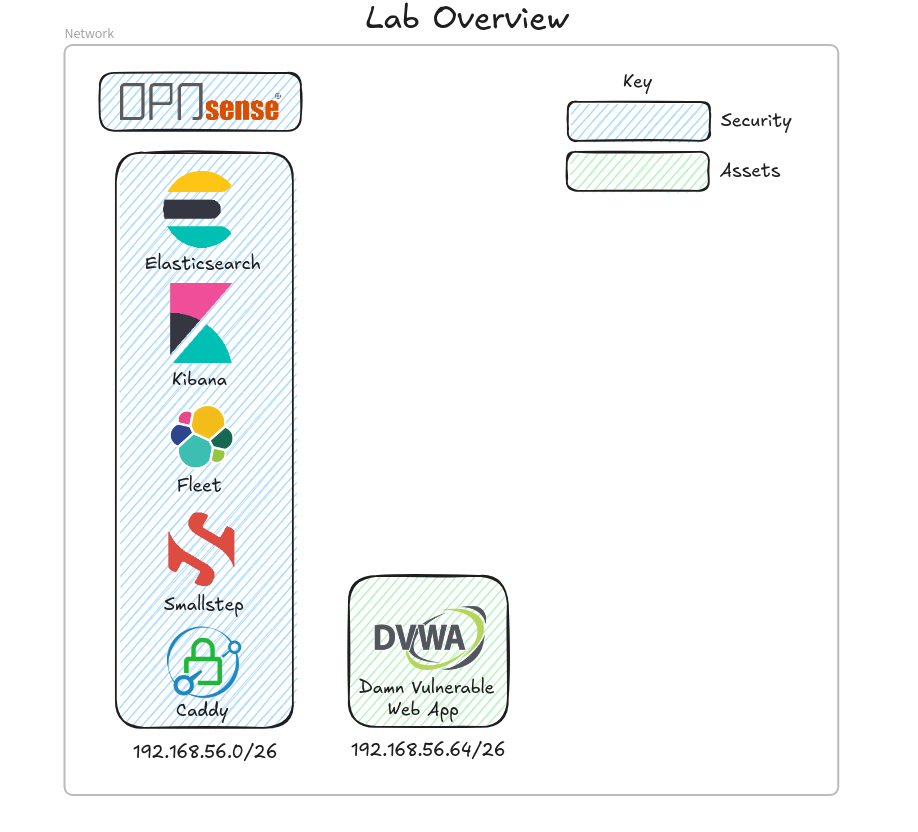 Lab Overview
Network
OPNsense®
Key
Security
Assets
Elasticsearch
Kibana
Fleet
Smallstep
Caddy
192.168.56.0/26
DVWA
Damn Vulnerable
Web App
192.168.56.64/26